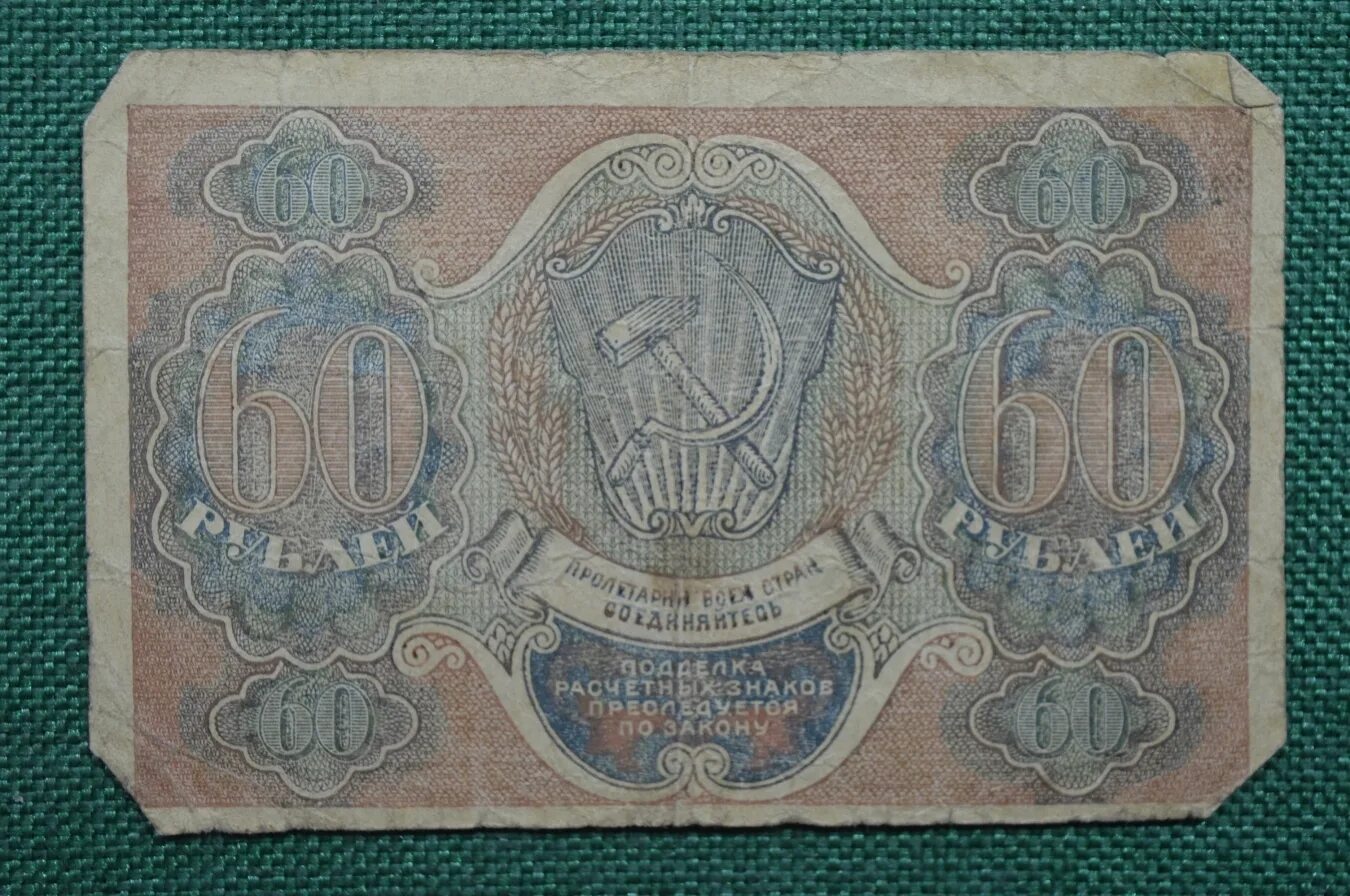 60
60
60
60
РУБЛЕЙ
РУБЛЕЙ
ПРОЛЕТАРИИ ВСЕХ СТРАН
СОЕДИНЯЙТЕСЬ
ПОДДЕЛКА
РАСЧЕТНЫХ ЗНАКОВ
ПРЕСЛЕДУЕТСЯ
ПО ЗАКОНУ
60
60